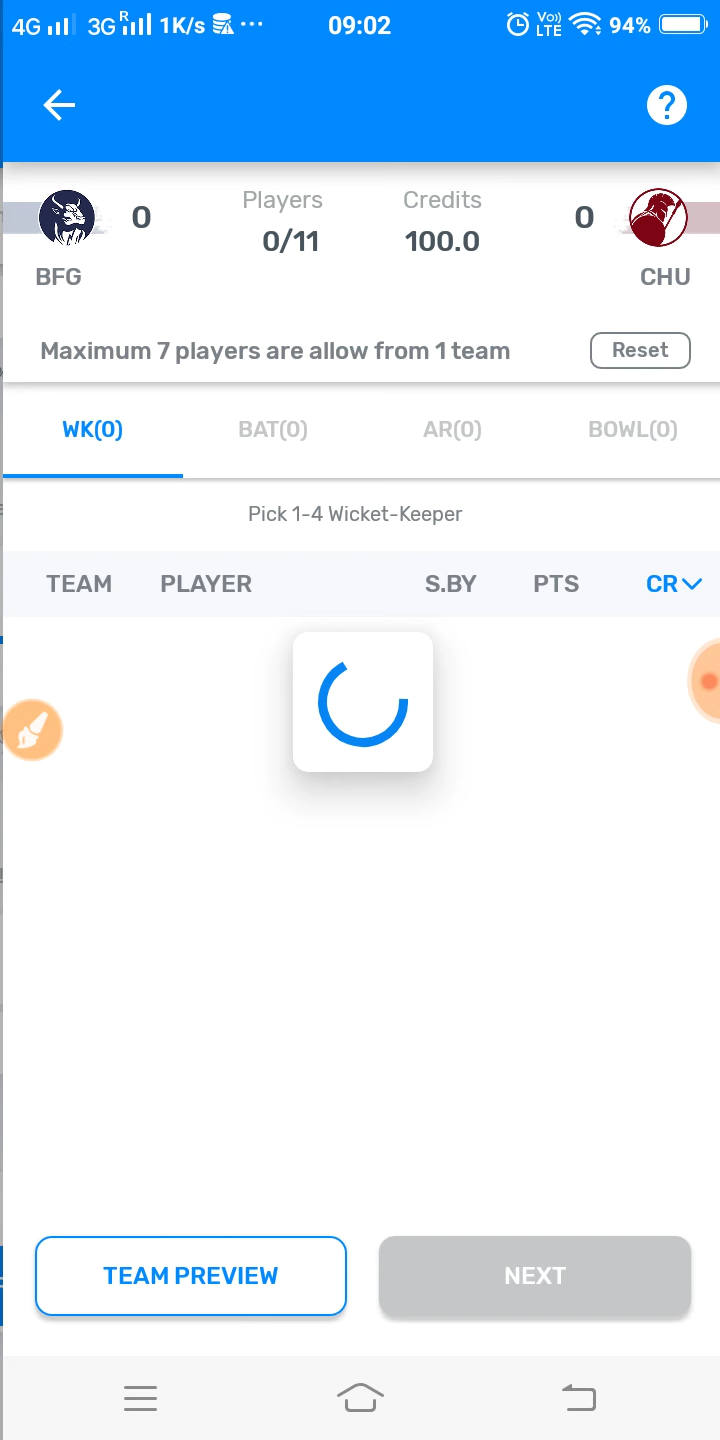 4G 3G R 1K/s ... 09:02 Vo)) LTE 94%
?
0 Players Credits 0
0/11 100.0
BFG CHU
Maximum 7 players are allow from 1 team Reset
WK(0) BAT(0) AR(0) BOWL(0)
Pick 1-4 Wicket-Keeper
TEAM PLAYER S.BY PTS CR
TEAM PREVIEW NEXT